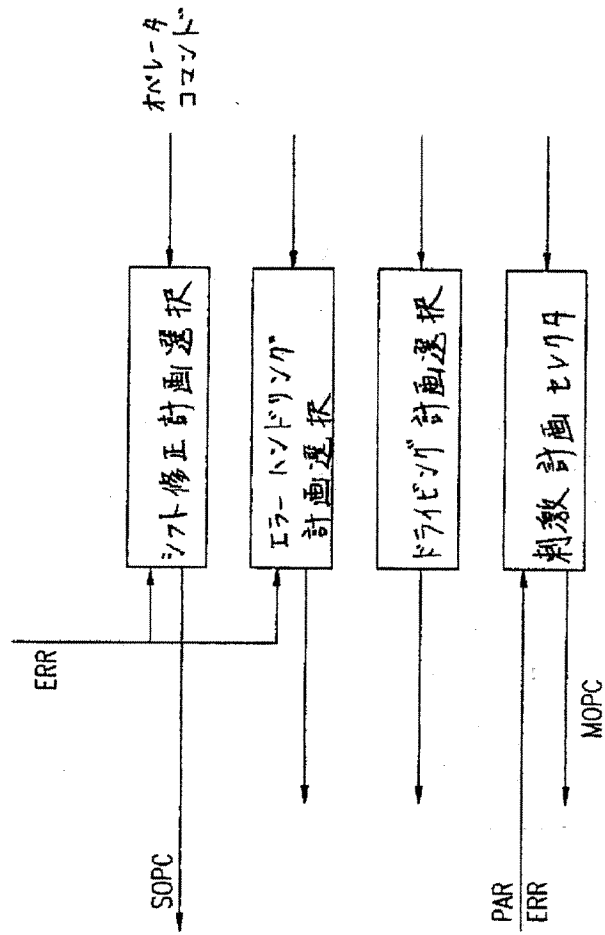 オペレータ
コマンド
シフト修正計画選択
エラーハンドリング
計画選択
ドライビング計画選択
刺激計画セレクタ
ERR
SOPC
MOPC
PAR
ERR